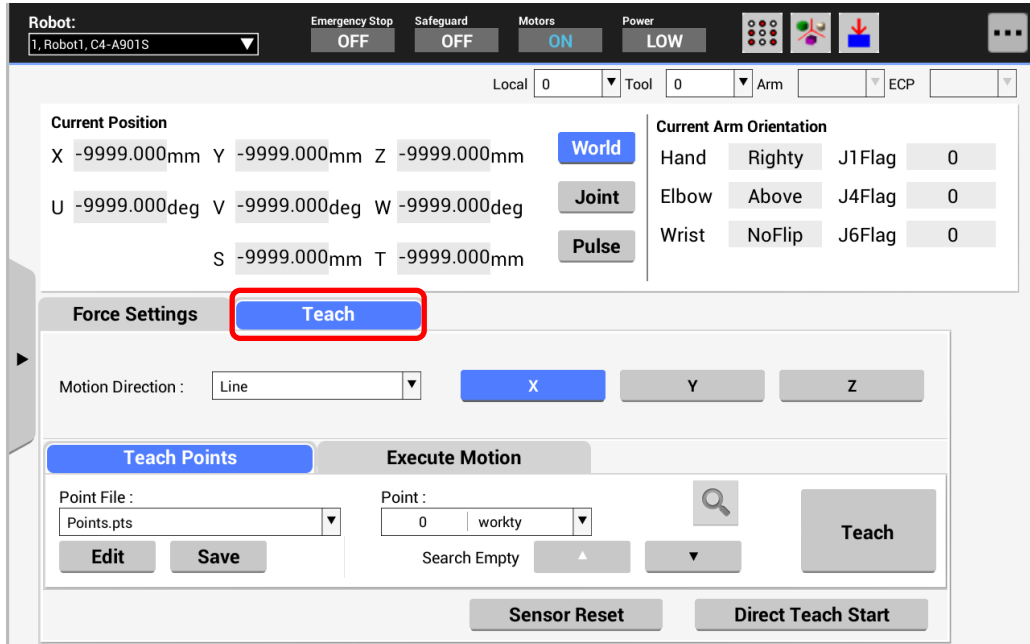 Robot: Emergency Stop Safeguard Motors Power
1, Robot1, C4-A901S OFF OFF ON LOW
Local 0 Tool 0 Arm ECP
Current Position
X -9999.000mm Y -9999.000mm Z -9999.000mm World
U -9999.000deg V -9999.000deg W -9999.000deg Joint
S -9999.000mm T -9999.000mm Pulse
Current Arm Orientation
Hand Righty J1Flag 0
Elbow Above J4Flag 0
Wrist NoFlip J6Flag 0
Force Settings Teach
Motion Direction : Line X Y Z
Teach Points Execute Motion
Point File : Point :
Points.pts 0 workty Teach
Edit Save Search Empty
Sensor Reset Direct Teach Start